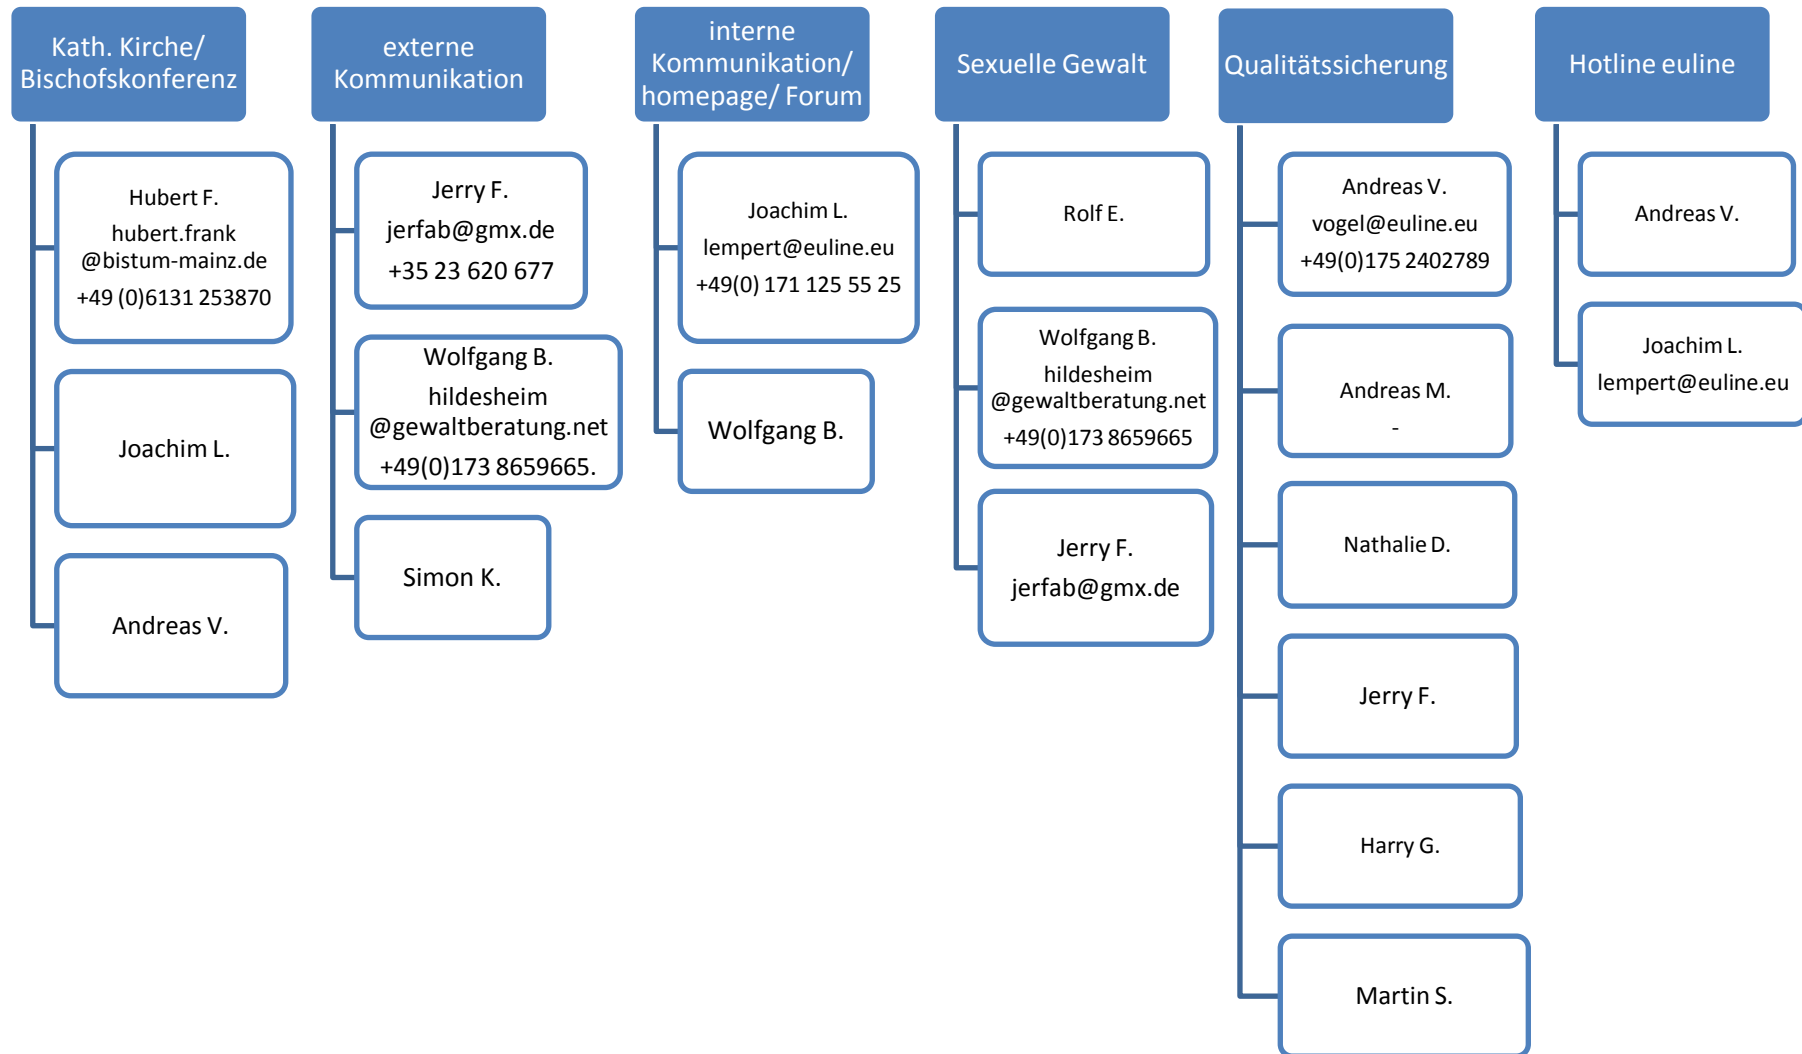 Kath. Kirche/
Bischofskonferenz
Hubert F.
hubert.frank
@bistum-mainz.de
+49 (0)6131 253870
Joachim L.
Andreas V.
externe
Kommunikation
Jerry F.
jerfab@gmx.de
+35 23 620 677
Wolfgang B.
hildesheim
@gewaltberatung.net
+49(0)173 8659665.
Simon K.
interne
Kommunikation/
homepage/ Forum
Joachim L.
lempert@euline.eu
+49(0) 171 125 55 25
Wolfgang B.
Sexuelle Gewalt
Rolf E.
Wolfgang B.
hildesheim
@gewaltberatung.net
+49(0)173 8659665
Jerry F.
jerfab@gmx.de
Qualitätssicherung
Andreas V.
vogel@euline.eu
+49(0)175 2402789
Andreas M.
-
Nathalie D.
Jerry F.
Harry G.
Martin S.
Hotline euline
Andreas V.
Joachim L.
lempert@euline.eu